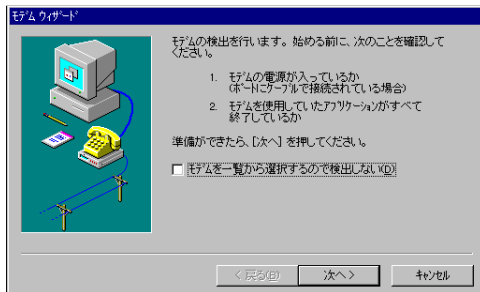 ﾓﾃﾞﾑ ｳｨｻﾞｰﾄﾞ
ﾓﾃﾞﾑの検出を行います。始める前に、次のことを確認して
ください。
1. ﾓﾃﾞﾑの電源が入っているか
(ﾎﾟｰﾄにｹｰﾌﾞﾙで接続されている場合)
2. ﾓﾃﾞﾑを使用していたｱﾌﾟﾘｹｰｼｮﾝがすべて
終了しているか
準備ができたら、[次へ] を押してください。
ﾓﾃﾞﾑを一覧から選択するので検出しない(D)
< 戻る(B)
次へ >
ｷｬﾝｾﾙ